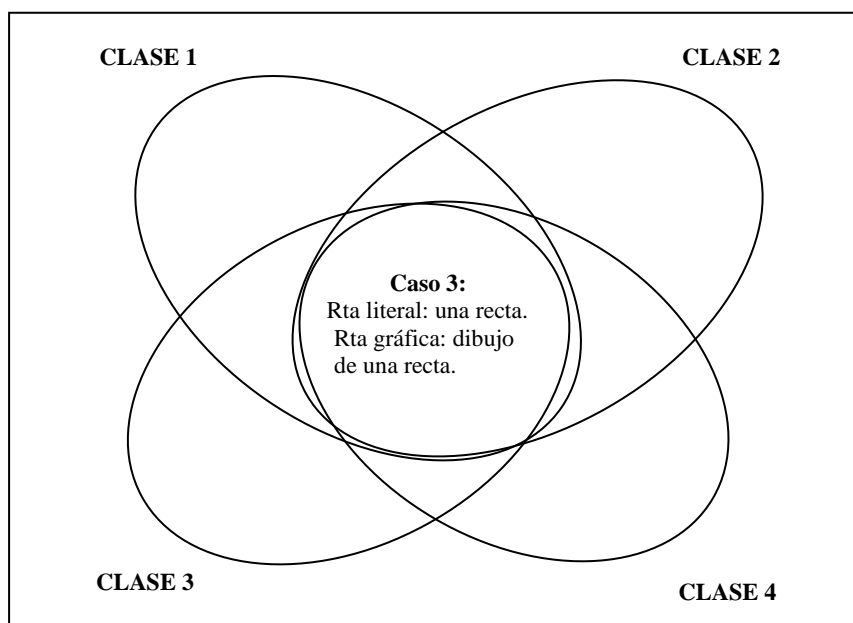 CLASE 1
CLASE 2
Caso 3:
Rta literal: una recta.
Rta gráfica: dibujo
de una recta.
CLASE 3
CLASE 4